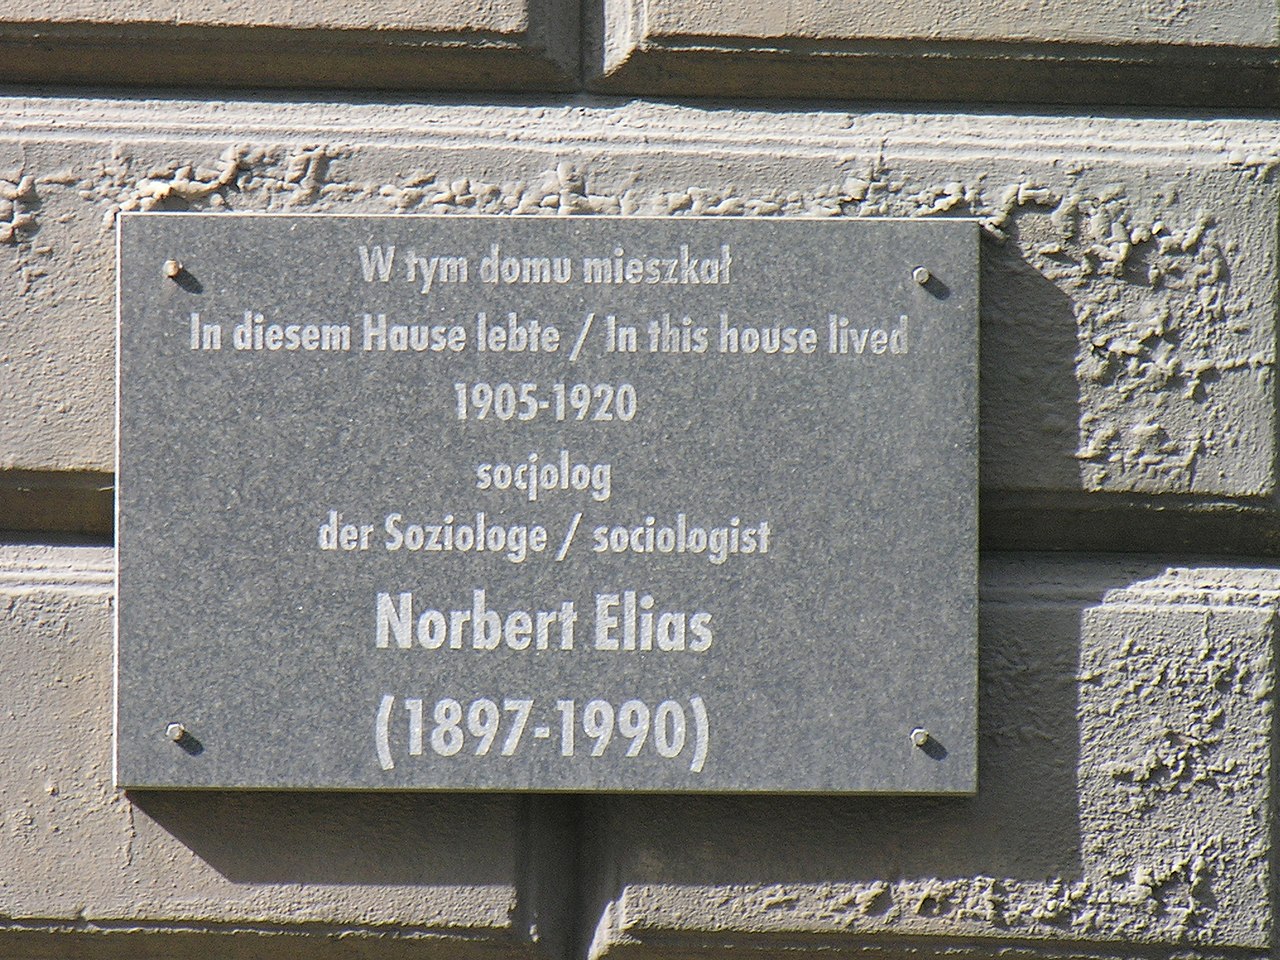 W tym domu mieszkał
In diesem Hause lebte / In this house lived
1905-1920
socjolog
der Soziologe / sociologist
Norbert Elias
(1897-1990)